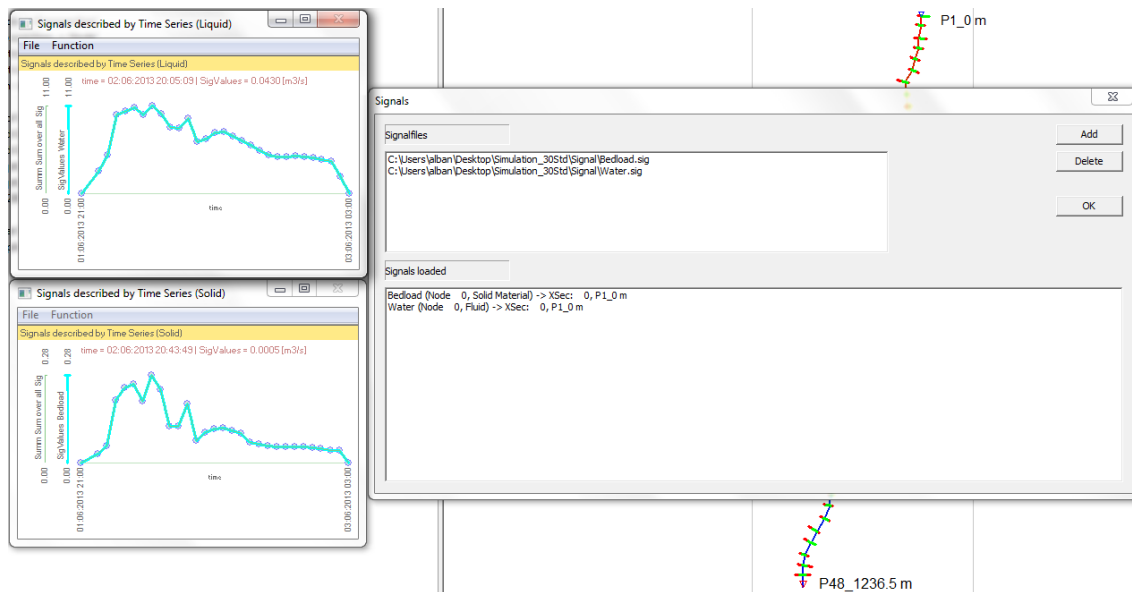 Signals described by Time Series (Liquid)
File Function
Signals described by Time Series (Liquid)
time = 02:06:2013 20:05:09 | SigValues = 0.0430 [m3/s]
11.00
11.00
Summ Sum over all Sig
SigValues Water
0.00
0.00
time
01:06:2013 21:00
03:06:2013 03:00
Signals described by Time Series (Solid)
File Function
Signals described by Time Series (Solid)
time = 02:06:2013 20:43:49 | SigValues = 0.0005 [m3/s]
0.28
0.28
Summ Sum over all Sig
SigValues Bedload
0.00
0.00
time
01:06:2013 21:00
03:06:2013 03:00
P1_0 m
Signals
Signalfiles
Add
C:\Users\alban\Desktop\Simulation_30Std\Signal\Bedload.sig
C:\Users\alban\Desktop\Simulation_30Std\Signal\Water.sig
Delete
OK
Signals loaded
Bedload (Node 0, Solid Material) -> XSec: 0, P1_0 m
Water (Node 0, Fluid) -> XSec: 0, P1_0 m
P48_1236.5 m